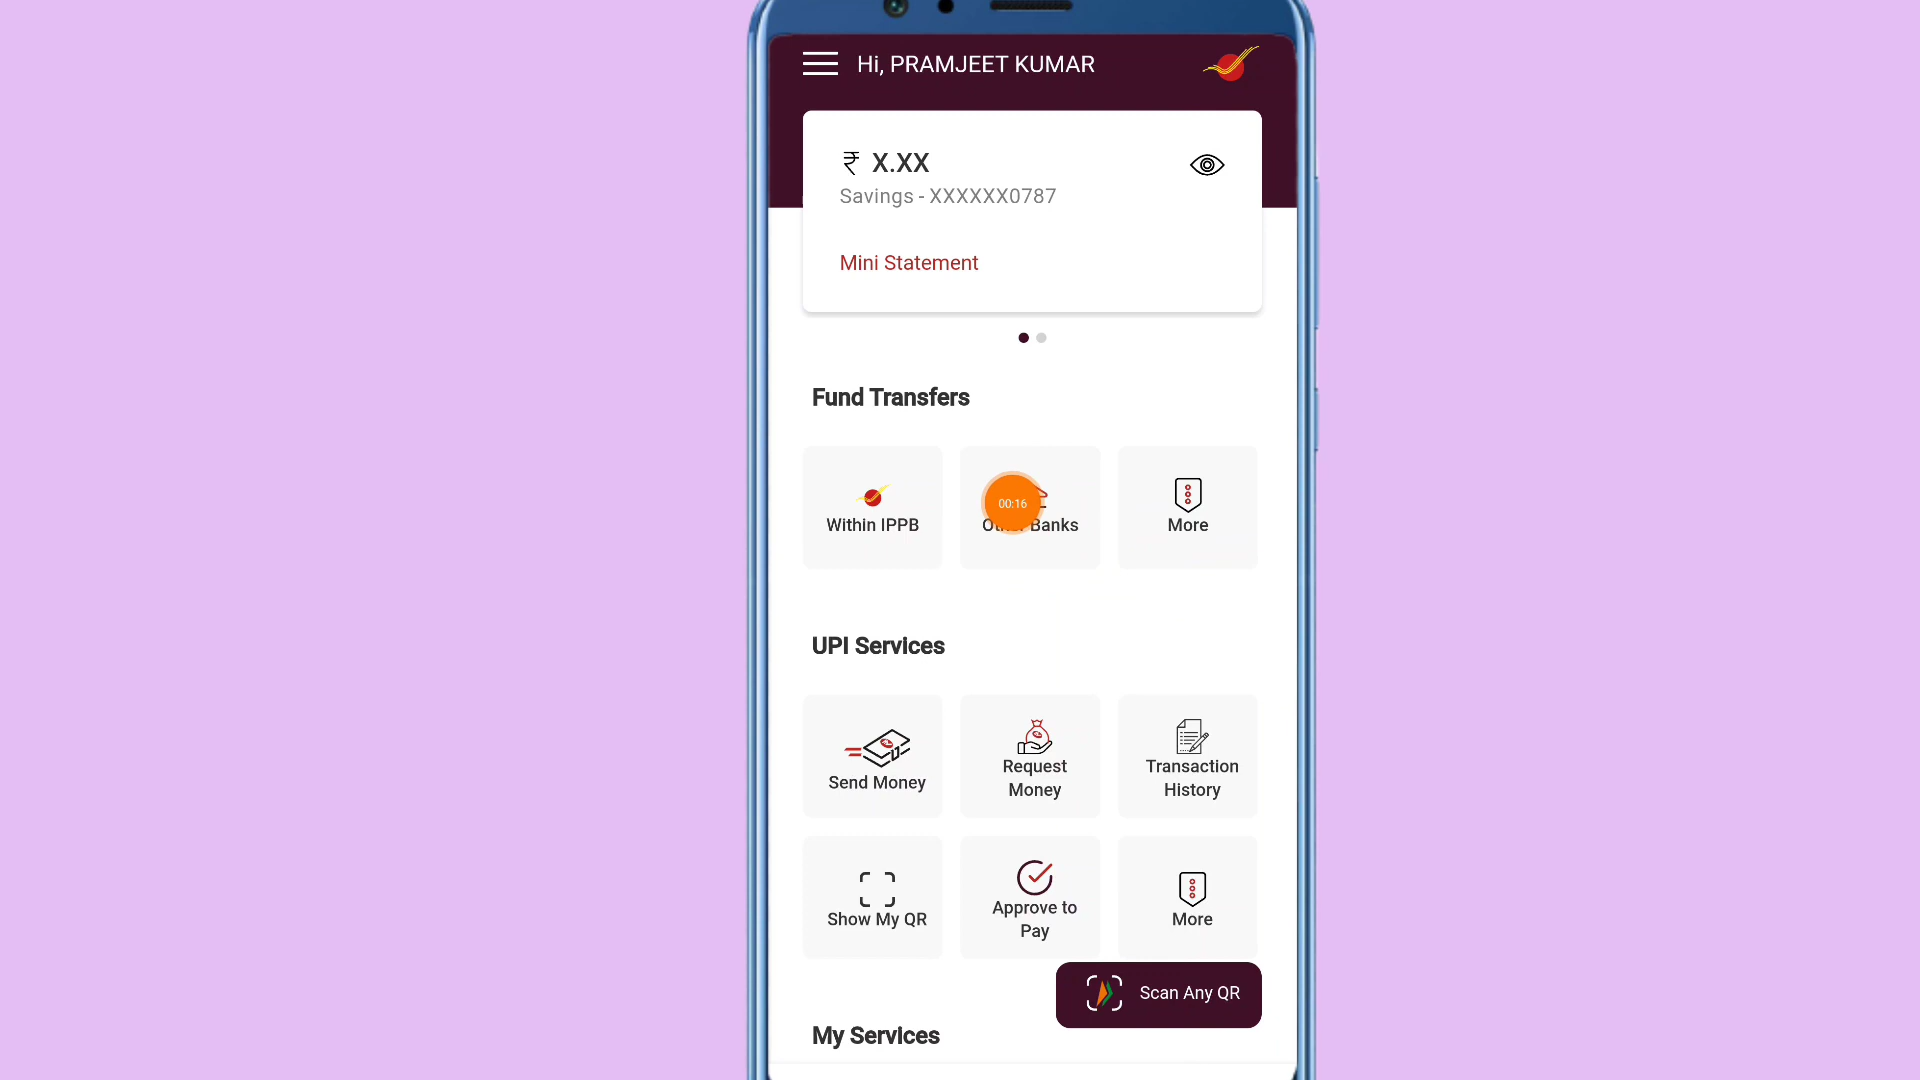 Hi, PRAMJEET KUMAR
₹ X.XX
Savings - XXXXXX0787
Mini Statement
Fund Transfers
Within IPPB
00:16
Banks
More
UPI Services
Send Money
Request
Money
Transaction
History
Show My QR
Approve to
Pay
More
Scan Any QR
My Services